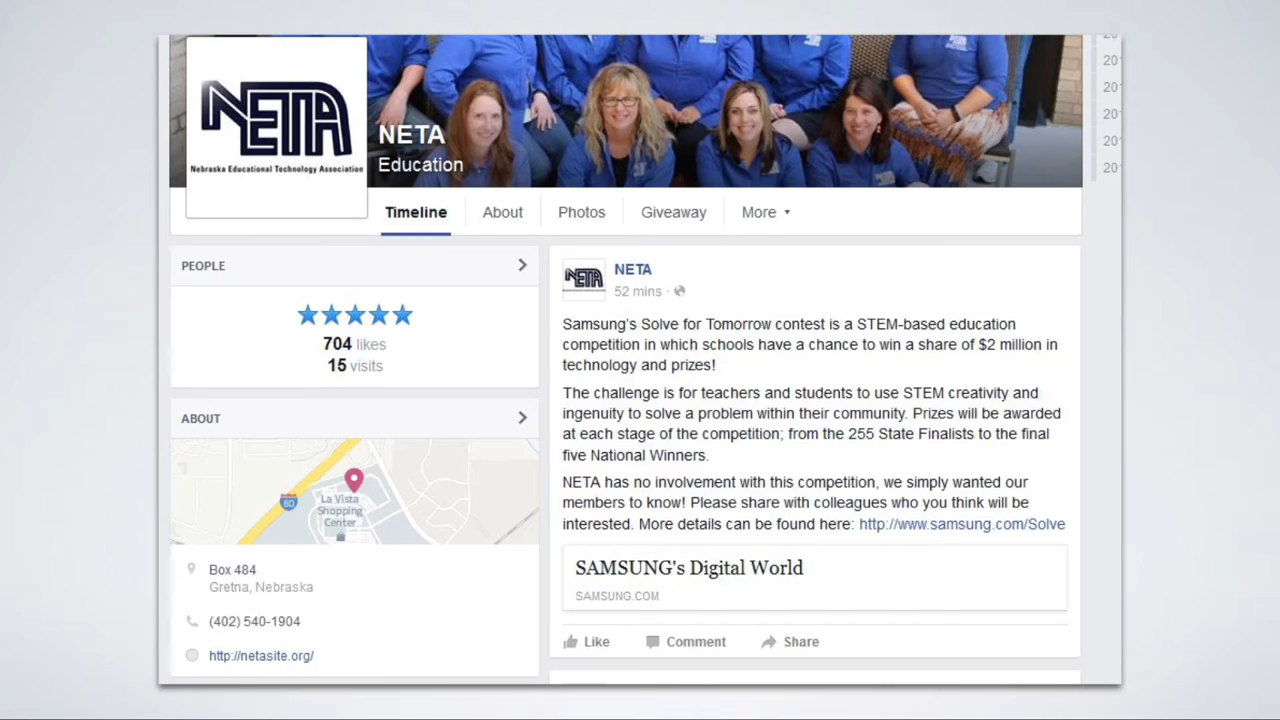 NETA
Nebraska Educational Technology Association
NETA
Education
Timeline
About
Photos
Giveaway
More
PEOPLE
704 likes
15 visits
ABOUT
80
La Vista
Shopping
Center
Box 484
Gretna, Nebraska
(402) 540-1904
http://netasite.org/
NETA
NETA
52 mins ·
Samsung's Solve for Tomorrow contest is a STEM-based education
competition in which schools have a chance to win a share of $2 million in
technology and prizes!
The challenge is for teachers and students to use STEM creativity and
ingenuity to solve a problem within their community. Prizes will be awarded
at each stage of the competition; from the 255 State Finalists to the final
five National Winners.
NETA has no involvement with this competition, we simply wanted our
members to know! Please share with colleagues who you think will be
interested. More details can be found here: http://www.samsung.com/Solve
SAMSUNG's Digital World
SAMSUNG.COM
Like
Comment
Share